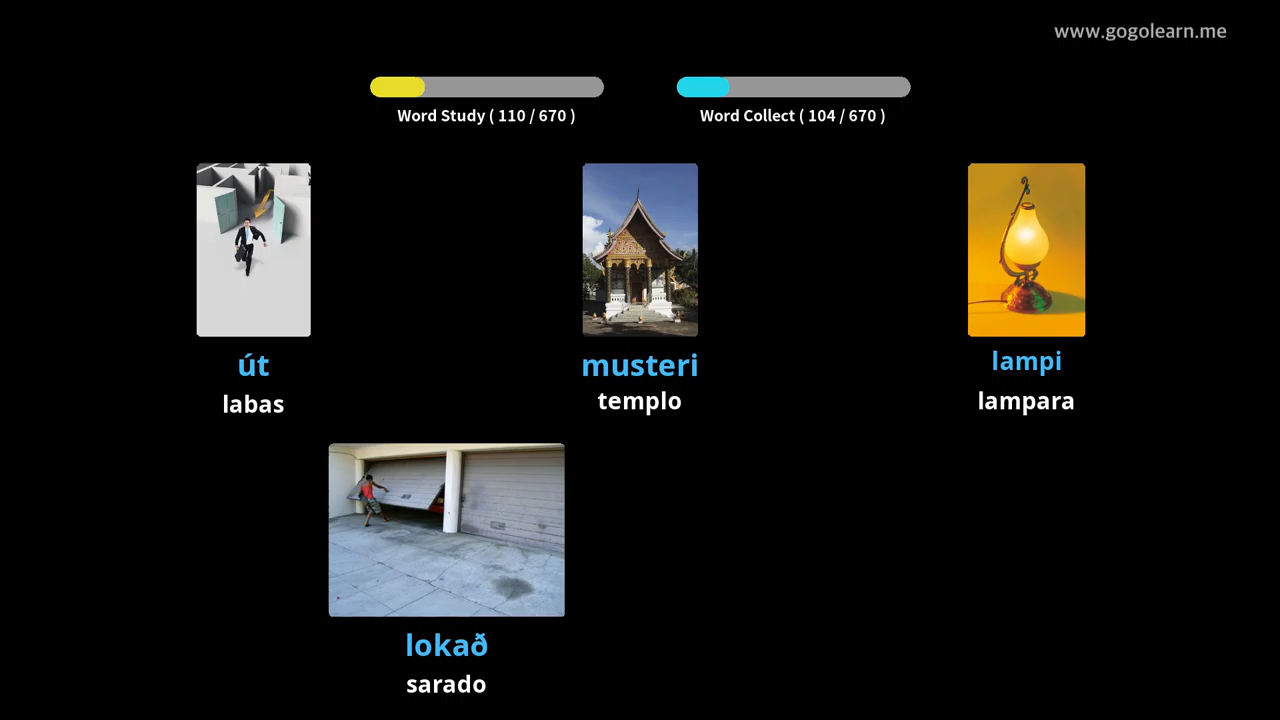 www.gogolearn.me
Word Study ( 110 / 670 )
Word Collect ( 104 / 670 )
út
labas
musteri
templo
lampi
lampara
lokað
sarado